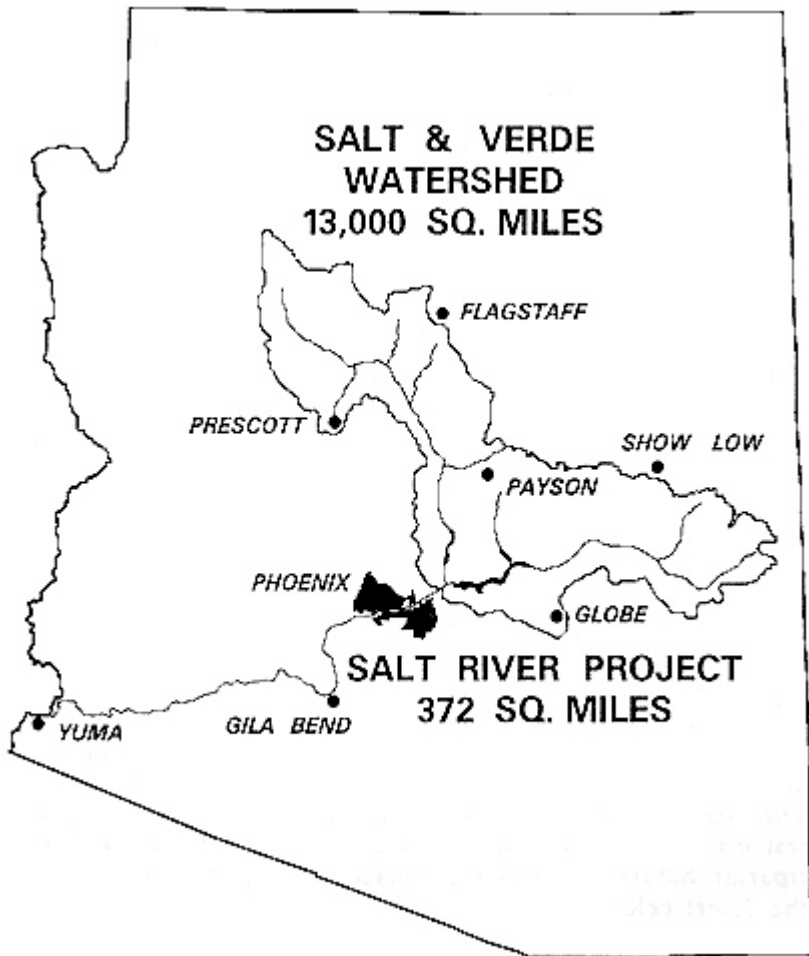 SALT & VERDE
WATERSHED
13,000 SQ. MILES
FLAGSTAFF
PRESCOTT
SHOW LOW
PAYSON
PHOENIX
GLOBE
SALT RIVER PROJECT
372 SQ. MILES
GILA BEND
YUMA